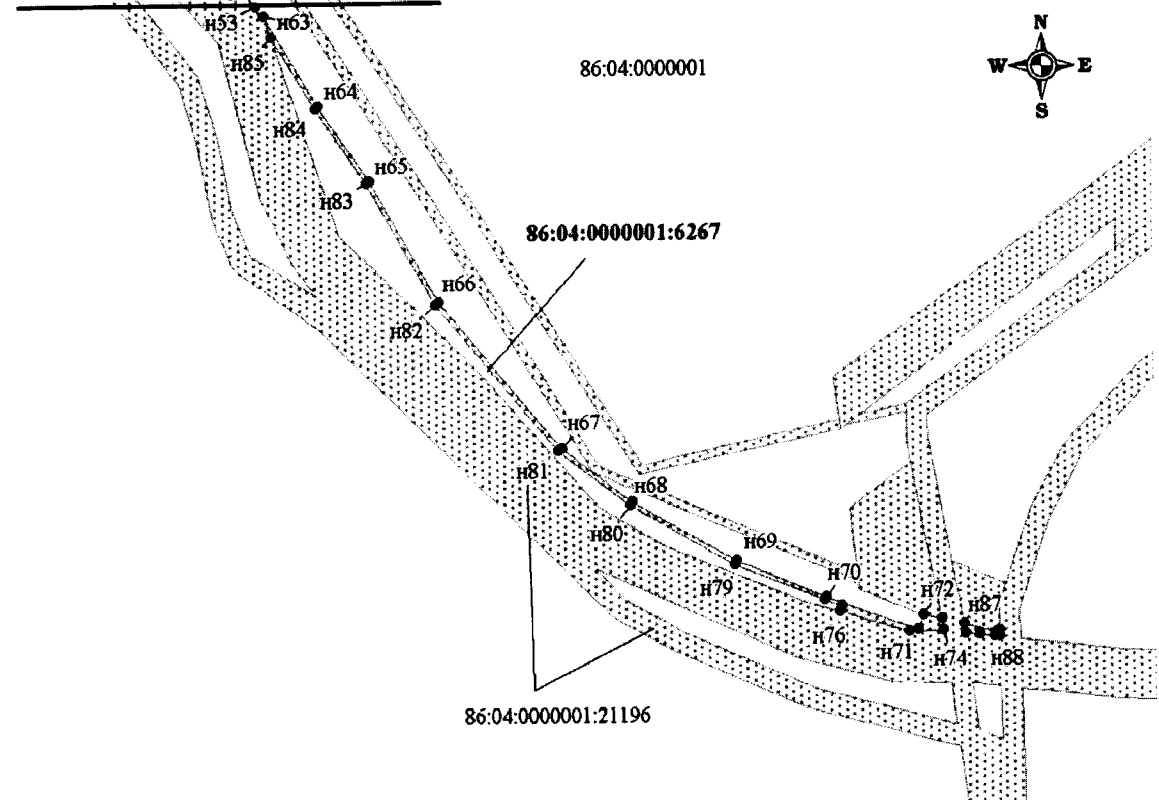 н53
н63
N
н85
86:04:0000001
W
E
н64
S
н84
н65
н83
86:04:0000001:6267
н66
н82
н67
н81
н68
н80
н69
н79
н70
н72
н87
н76
н71
н74
н88
86:04:0000001:21196